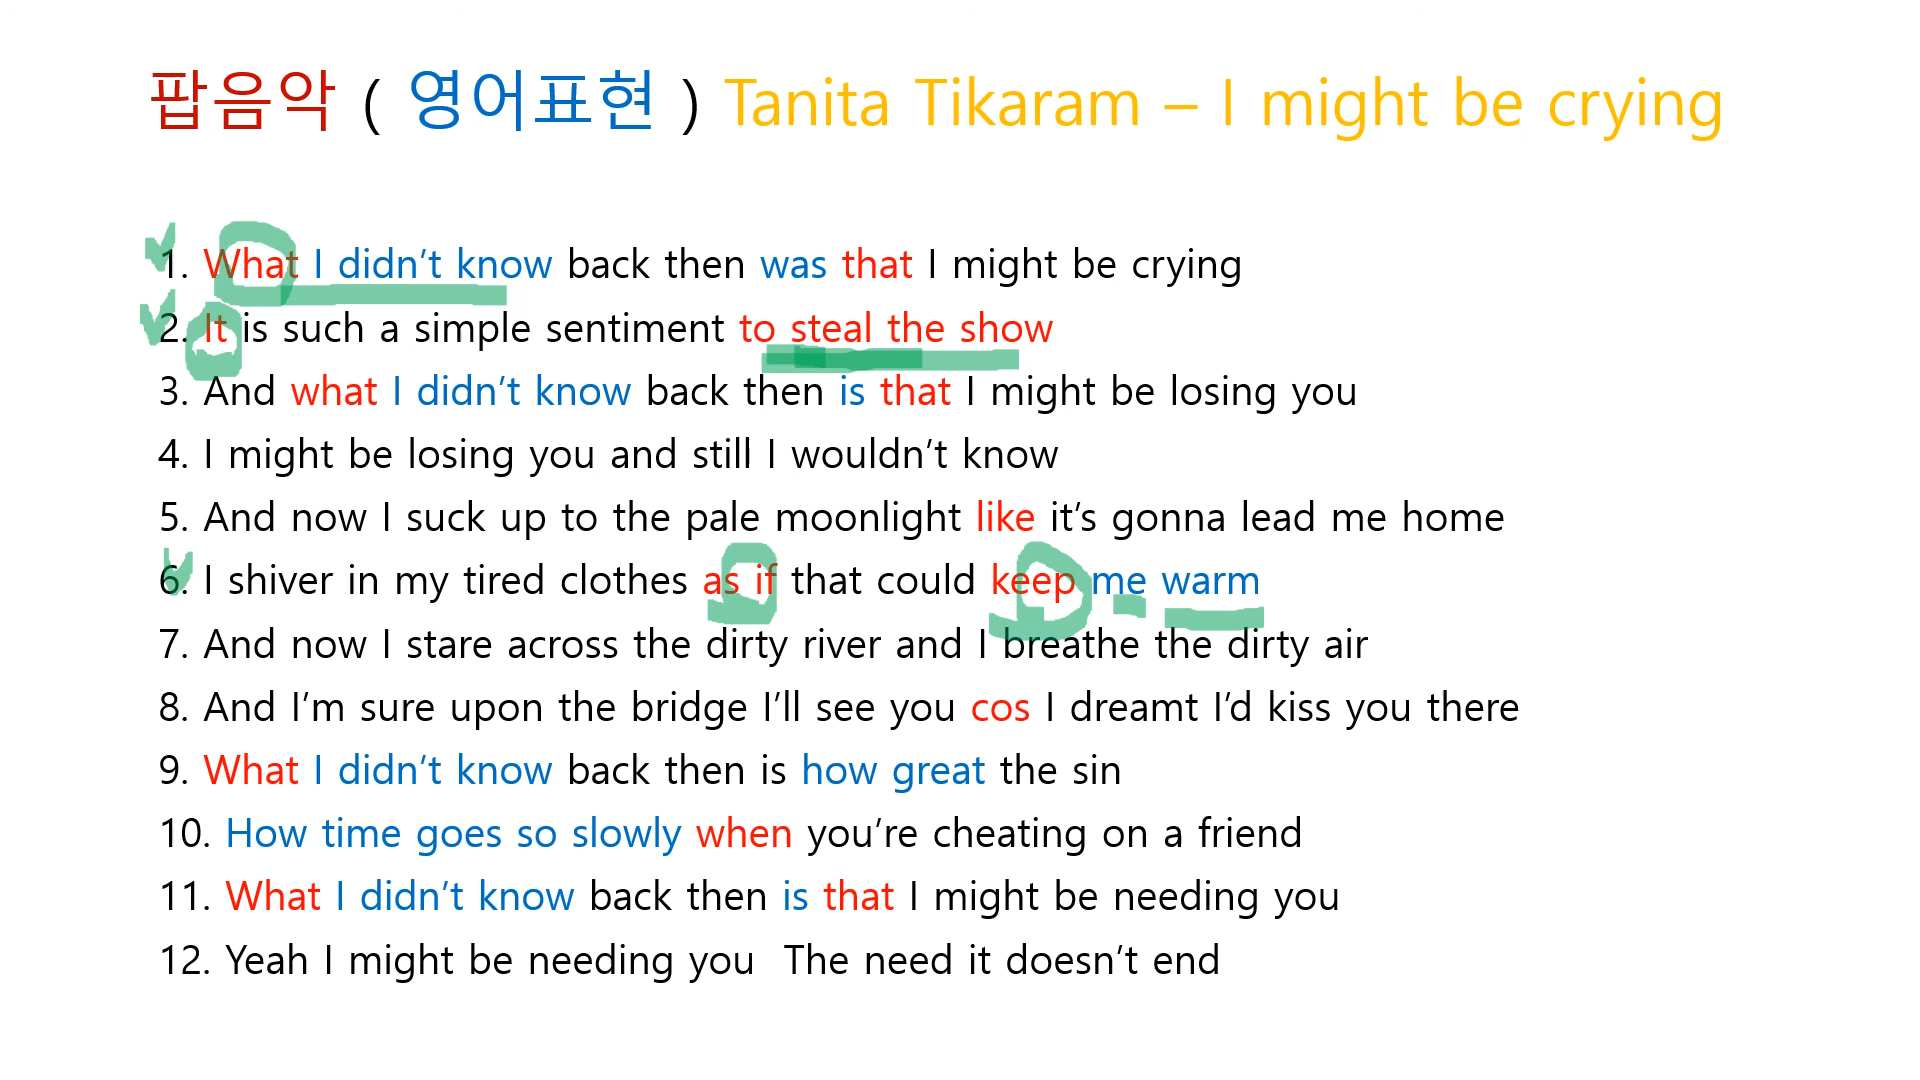 팝음악 ( 영어표현 ) Tanita Tikaram – I might be crying
1. What I didn’t know back then was that I might be crying
2. It is such a simple sentiment to steal the show
3. And what I didn’t know back then is that I might be losing you
4. I might be losing you and still I wouldn’t know
5. And now I suck up to the pale moonlight like it’s gonna lead me home
6. I shiver in my tired clothes as if that could keep me warm
7. And now I stare across the dirty river and I breathe the dirty air
8. And I’m sure upon the bridge I’ll see you cos I dreamt I’d kiss you there
9. What I didn’t know back then is how great the sin
10. How time goes so slowly when you’re cheating on a friend
11. What I didn’t know back then is that I might be needing you
12. Yeah I might be needing you  The need it doesn’t end